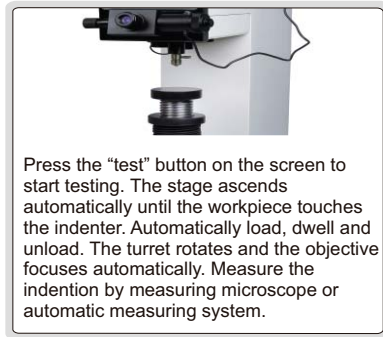 Press the “test” button on the screen to
start testing. The stage ascends
automatically until the workpiece touches
the indenter. Automatically load, dwell and
unload. The turret rotates and the objective
focuses automatically. Measure the
indention by measuring microscope or
automatic measuring system.